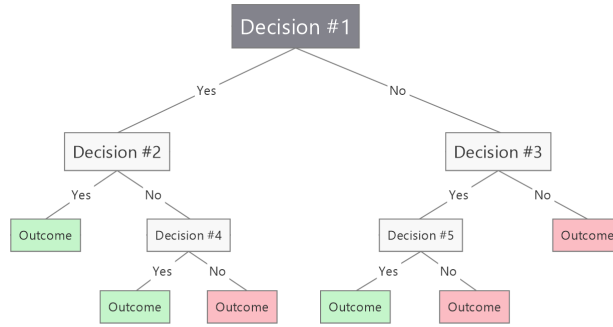 Decision #1
Yes
No
Decision #2
Decision #3
Yes
No
Yes
No
Outcome
Decision #4
Decision #5
Outcome
Yes
No
Yes
No
Outcome
Outcome
Outcome
Outcome